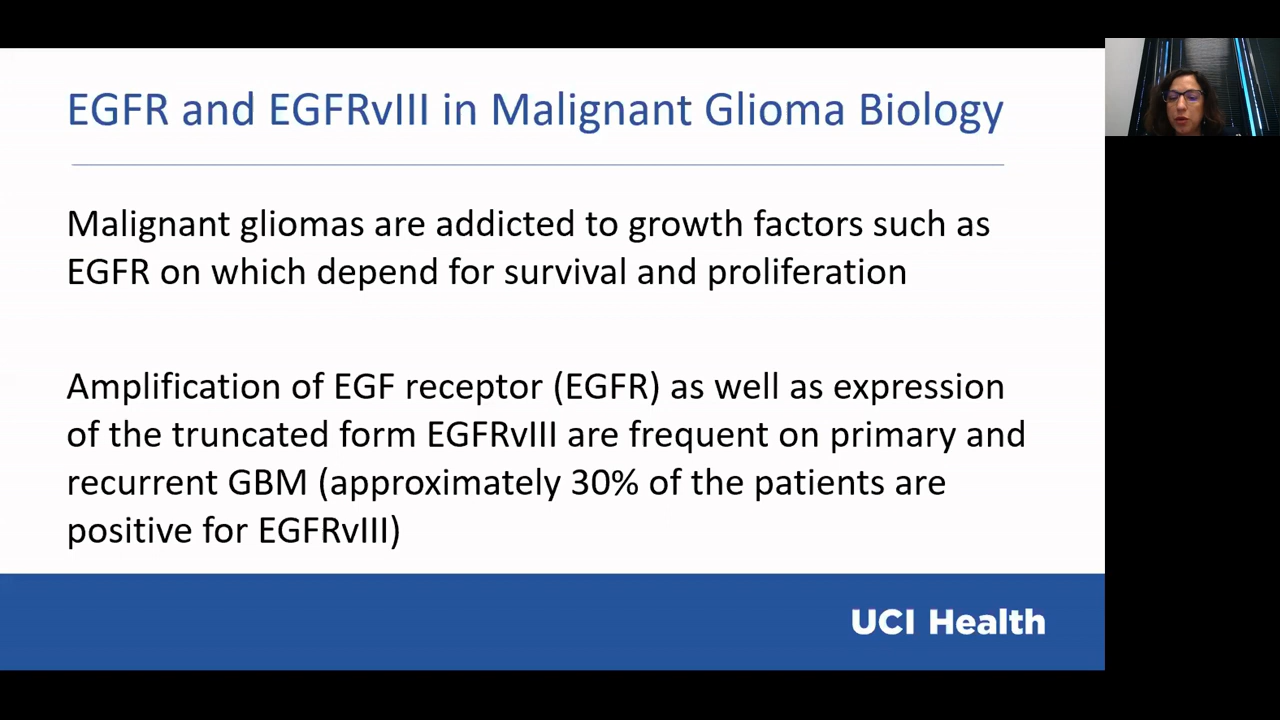 EGFR and EGFRvIII in Malignant Glioma Biology
Malignant gliomas are addicted to growth factors such as
EGFR on which depend for survival and proliferation
Amplification of EGF receptor (EGFR) as well as expression
of the truncated form EGFRvIII are frequent on primary and
recurrent GBM (approximately 30% of the patients are
positive for EGFRvIII)
UCI Health